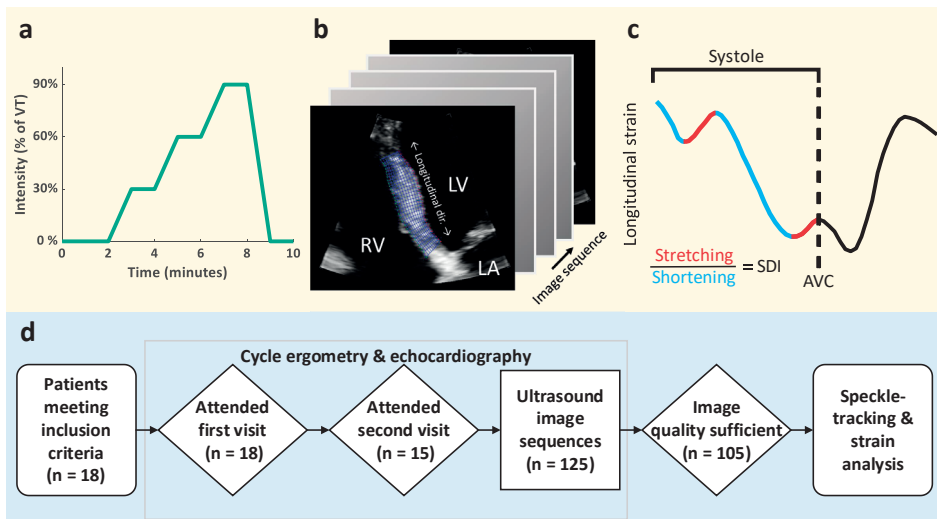 a
90%
60%
30%
0 %
Intensity (% of VT)
0
2
4
6
8
10
Time (minutes)
b
Longitudinal dir.
LV
RV
LA
Image sequence
c
Systole
Longitudinal strain
Stretching
Shortening
= SDI
AVC
d
Cycle ergometry & echocardiography
Patients
meeting
inclusion
criteria
(n = 18)
Attended
first visit
(n = 18)
Attended
second visit
(n = 15)
Ultrasound
image
sequences
(n = 125)
Image
quality sufficient
(n = 105)
Speckle-
tracking &
strain
analysis